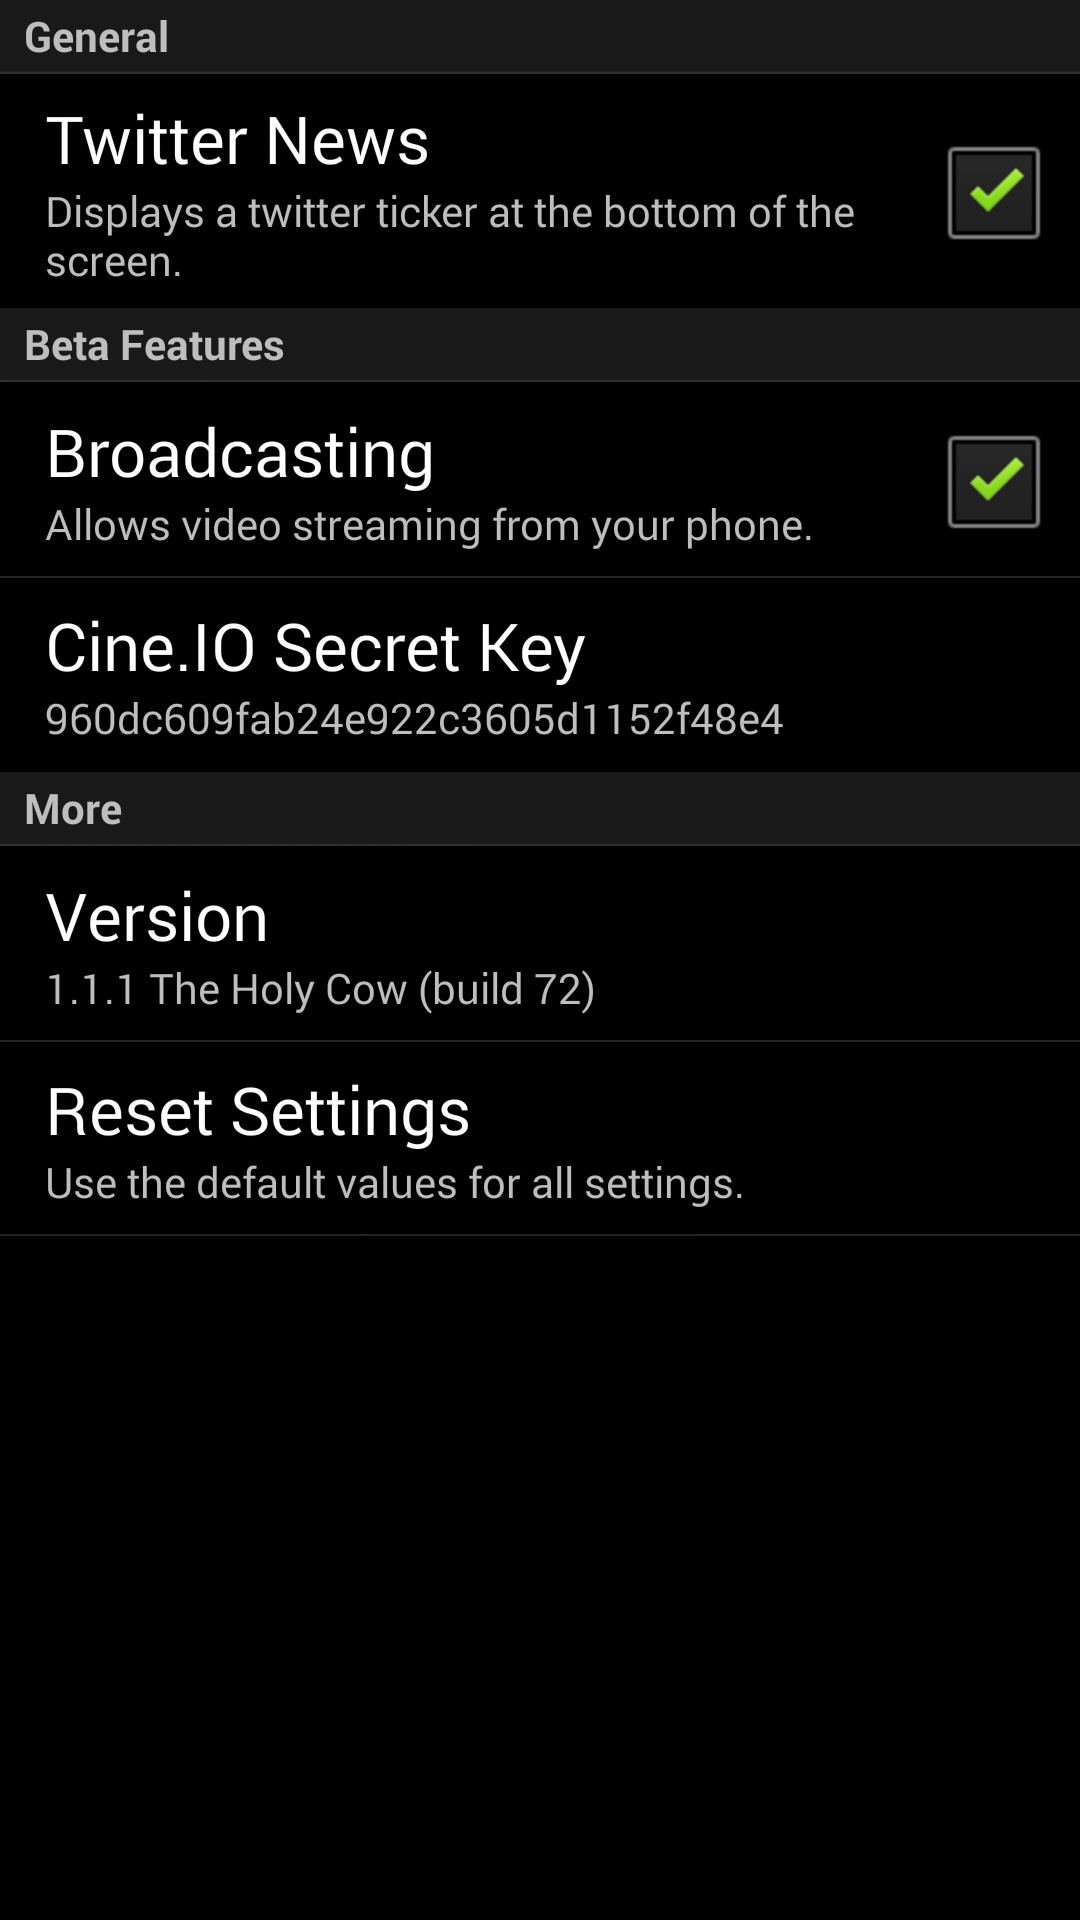 General
Twitter News
Displays a twitter ticker at the bottom of the
screen.
Beta Features
Broadcasting
Allows video streaming from your phone.
Cine.IO Secret Key
960dc609fab24e922c3605d1152f48e4
More
Version
1.1.1 The Holy Cow (build 72)
Reset Settings
Use the default values for all settings.